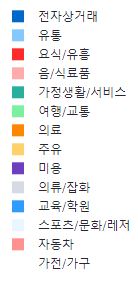 전자상거래
유통
요식/유흥
음/식료품
가정생활/서비스
여행/교통
의료
주유
미용
의류/잡화
교육/학원
스포츠/문화/레저
자동차
가전/가구